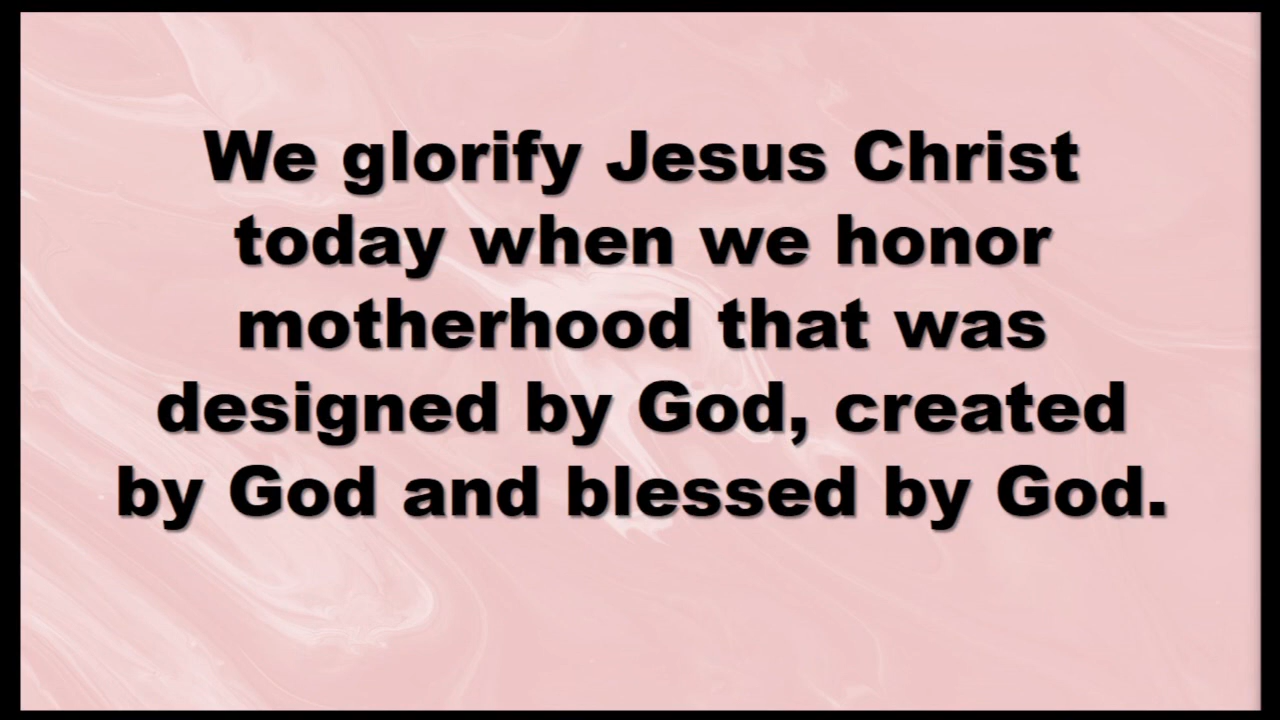 We glorify Jesus Christ
today when we honor
motherhood that was
designed by God, created
by God and blessed by God.